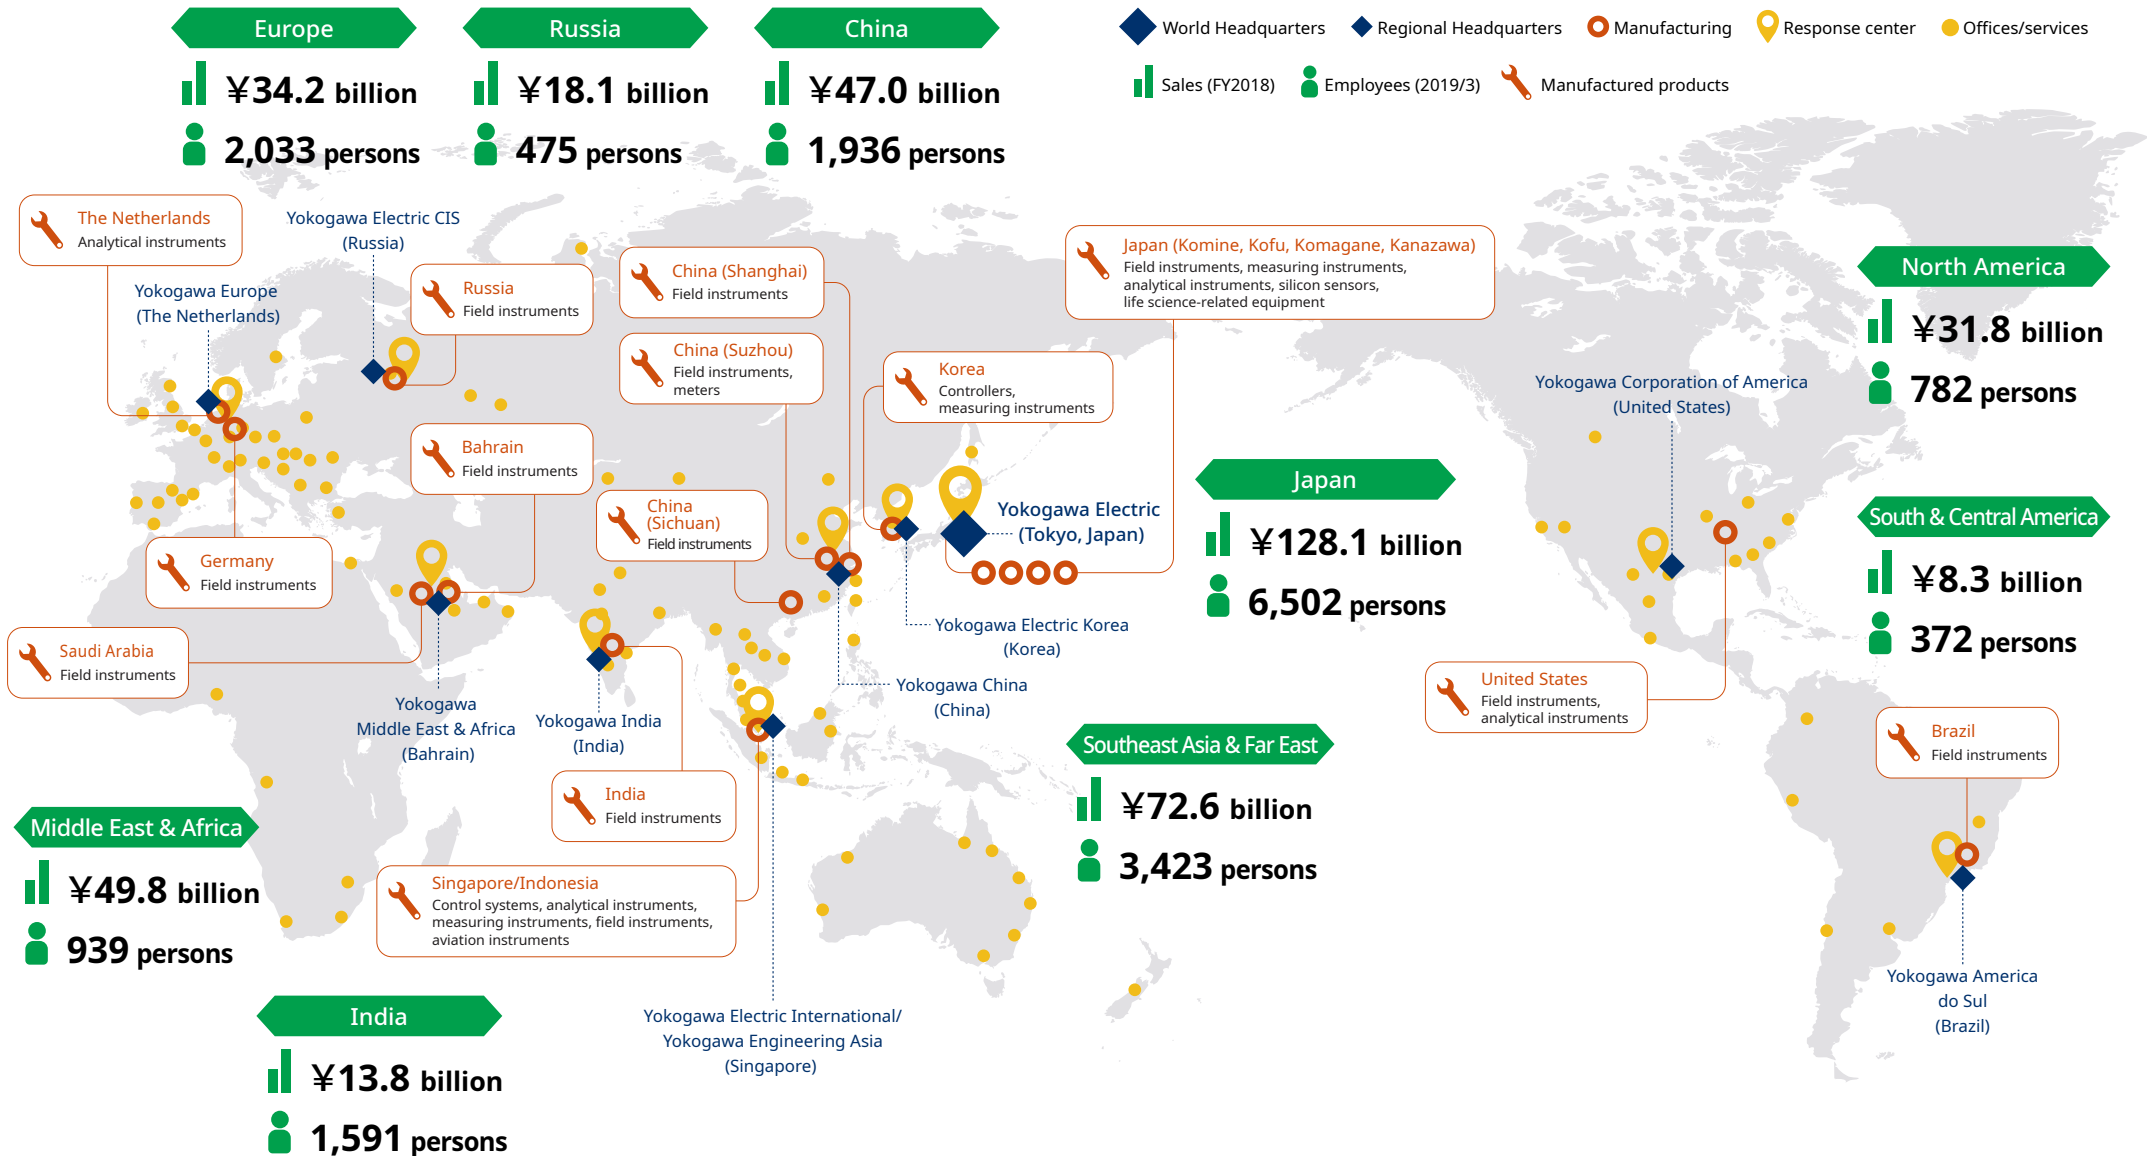 Europe
¥34.2 billion
2,033 persons
Russia
¥18.1 billion
475 persons
China
¥47.0 billion
1,936 persons
World Headquarters
Regional Headquarters
Manufacturing
Response center
Offices/services
Sales (FY2018)
Employees (2019/3)
Manufactured products
The Netherlands
Analytical instruments
Yokogawa Electric CIS
(Russia)
Yokogawa Europe
(The Netherlands)
Russia
Field instruments
China (Shanghai)
Field instruments
China (Suzhou)
Field instruments,
meters
Japan (Komine, Kofu, Komagane, Kanazawa)
Field instruments, measuring instruments,
analytical instruments, silicon sensors,
life science-related equipment
Korea
Controllers,
measuring instruments
North America
¥31.8 billion
782 persons
Yokogawa Corporation of America
(United States)
Bahrain
Field instruments
China
(Sichuan)
Field instruments
Yokogawa Electric
(Tokyo, Japan)
Japan
¥128.1 billion
6,502 persons
South & Central America
¥8.3 billion
372 persons
Germany
Field instruments
Saudi Arabia
Field instruments
Yokogawa Electric Korea
(Korea)
Yokogawa China
(China)
Yokogawa
Middle East & Africa
(Bahrain)
Yokogawa India
(India)
United States
Field instruments,
analytical instruments
Brazil
Field instruments
Southeast Asia & Far East
¥72.6 billion
3,423 persons
India
Field instruments
Middle East & Africa
¥49.8 billion
939 persons
Singapore/Indonesia
Control systems, analytical instruments,
measuring instruments, field instruments,
aviation instruments
Yokogawa America
do Sul
(Brazil)
India
¥13.8 billion
1,591 persons
Yokogawa Electric International/
Yokogawa Engineering Asia
(Singapore)